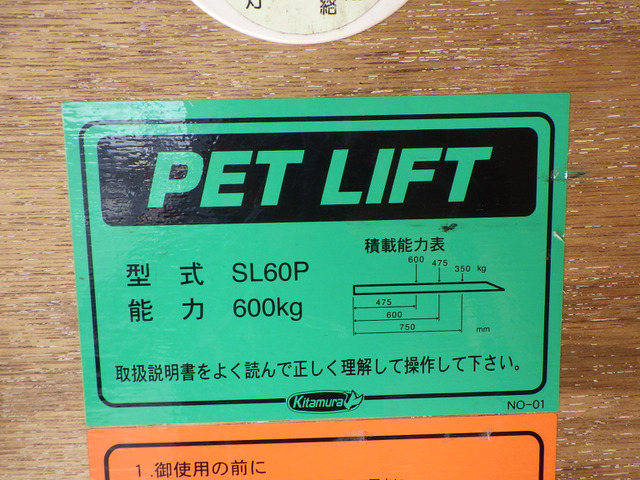 灯 絡
PET LIFT
積載能力表
600 475 350 kg
型式 SL60P
475
能力 600kg
600
750 mm
取扱説明書をよく読んで正しく理解して操作して下さい。
Kitamura
NO-01
1.御使用の前に